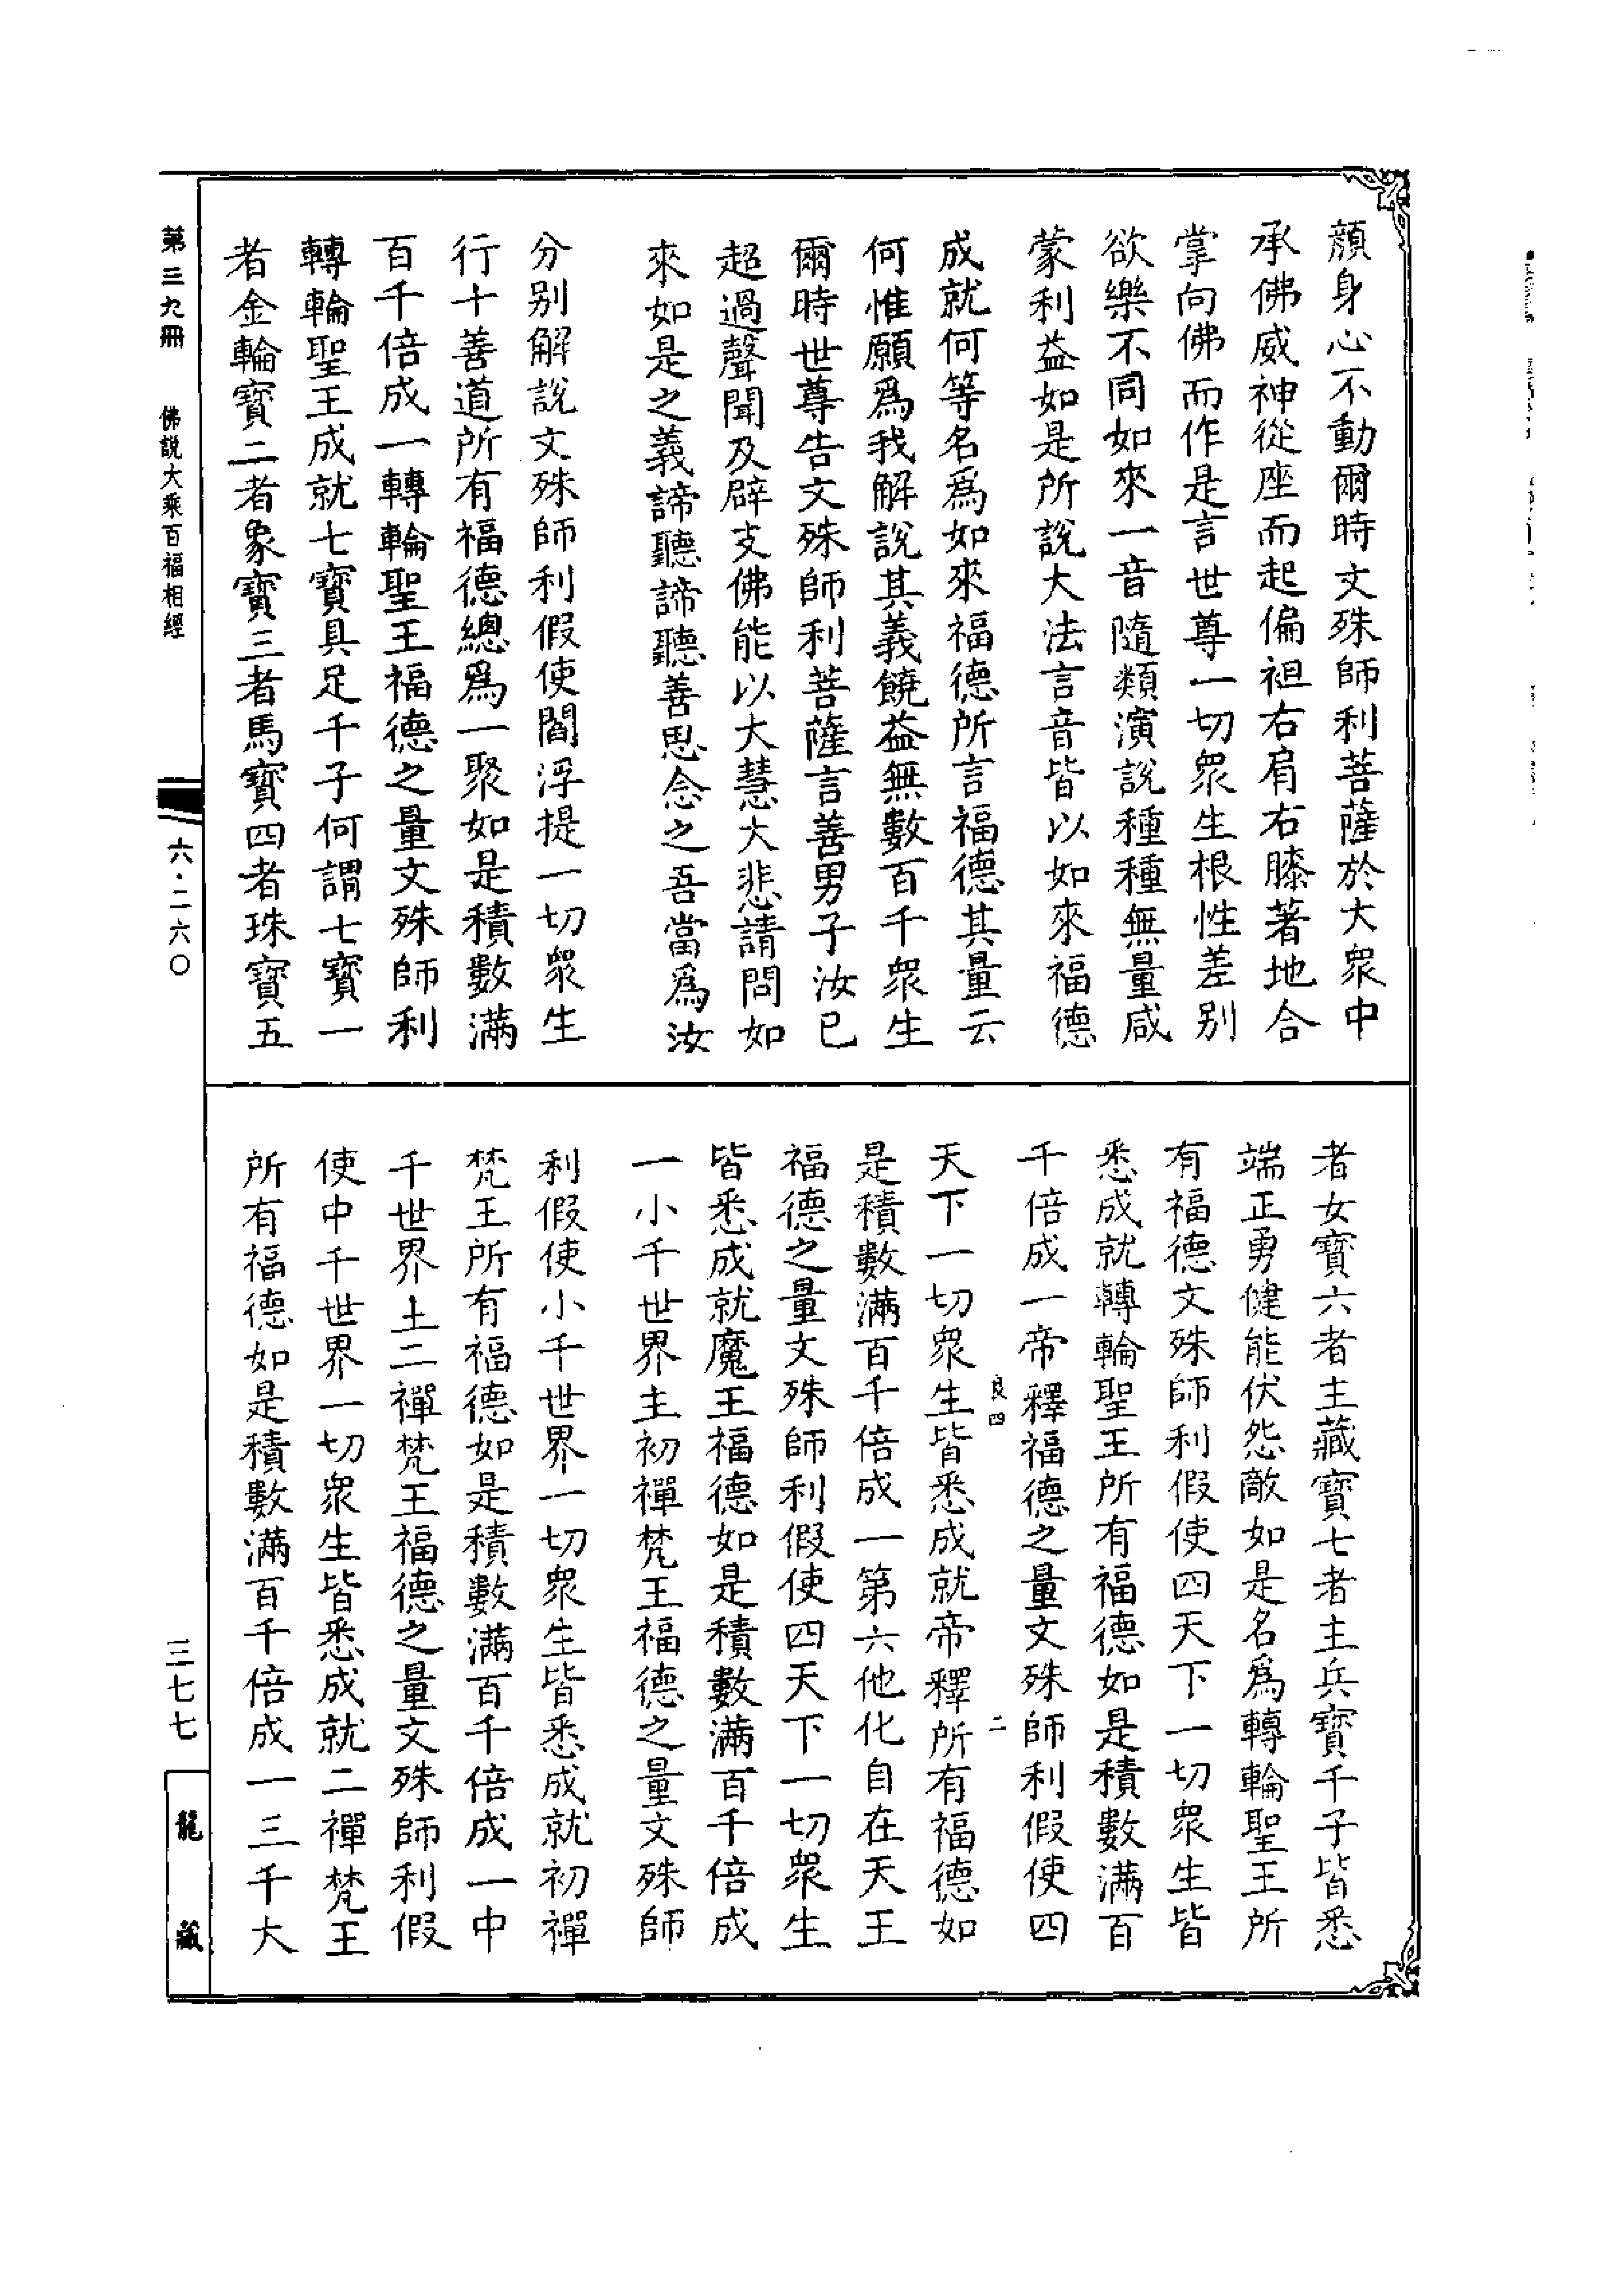 顏身心不動爾時文殊師利菩薩於大眾中
承佛威神從座而起偏袒右肩右膝著地合
掌向佛而作是言世尊一切眾生根性差別
欲樂不同如來一音隨類演說種種無量咸
蒙利益如是所說大法言音皆以如來福德
成就何等名爲如來福德所言福德其量云
何惟願爲我解說其義饒益無數百千眾生
爾時世尊告文殊師利菩薩言善男子汝已
超過聲聞及辟支佛能以大慧大悲請問如
來如是之義諦聽諦聽善思念之吾當爲汝
分別解說文殊師利假使閻浮提一切眾生
行十善道所有福德總爲一聚如是積數滿
百千倍成一轉輪聖王福德之量文殊師利
轉輪聖王成就七寶具足千子何謂七寶一
者金輪寶二者象寶三者馬寶四者珠寶五
者女寶六者主藏寶七者主兵寶千子皆悉
端正勇健能伏怨敵如是名爲轉輪聖王所
有福德文殊師利假使四天下一切眾生皆
悉成就轉輪聖王所有福德如是積數滿百
千倍成一帝釋福德之量文殊師利假使四
良四 二
天下一切眾生皆悉成就帝釋所有福德如
是積數滿百千倍成一第六他化自在天王
福德之量文殊師利假使四天下一切眾生
皆悉成就魔王福德如是積數滿百千倍成
一小千世界主初禪梵王福德之量文殊師
利假使小千世界一切眾生皆悉成就初禪
梵王所有福德如是積數滿百千倍成一中
千世界土二禪梵王福德之量文殊師利假
使中千世界一切眾生皆悉成就二禪梵王
所有福德如是積數滿百千倍成一三千大
第三九冊 佛說大乘百福相經 六·二六〇
三七七 龍藏